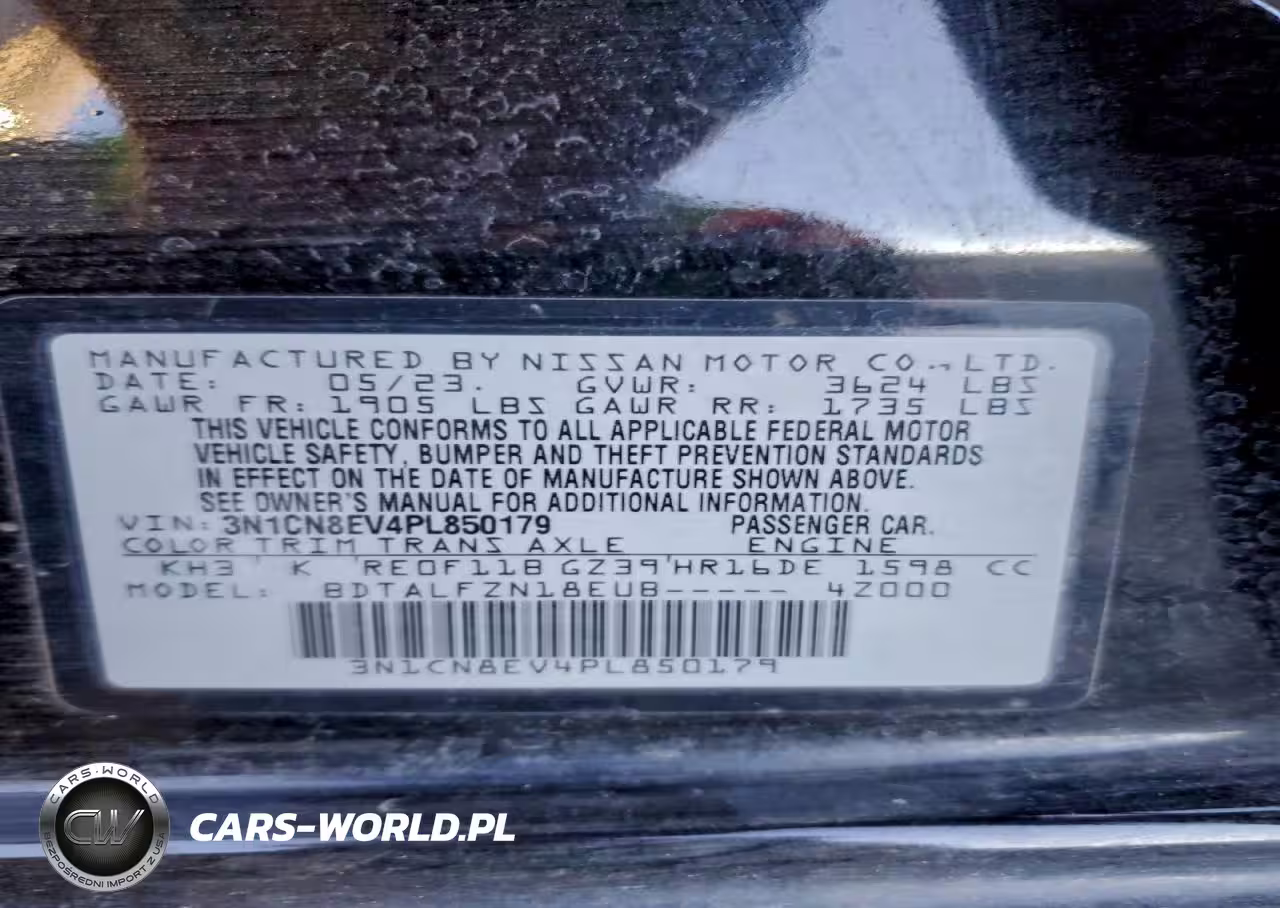 MANUFACTURED BY NISSAN MOTOR CO., LTD.
DATE: 05/23. GVWR: 3624 LBS
GAWR FR: 1905 LBS GAWR RR: 1735 LBS
THIS VEHICLE CONFORMS TO ALL APPLICABLE FEDERAL MOTOR
VEHICLE SAFETY, BUMPER AND THEFT PREVENTION STANDARDS
IN EFFECT ON THE DATE OF MANUFACTURE SHOWN ABOVE.
SEE OWNER'S MANUAL FOR ADDITIONAL INFORMATION.
VIN: 3N1CN8EV4PL850179 PASSENGER CAR.
COLOR TRIM TRANS AXLE ENGINE
KH3 ' K 'RE0F11B GZ39'HR16DE 1598 CC
MODEL: BDTALFZN18EUB----- 4Z000
3N1CN8EV4PL850179
CARS-WORLD
CW
BEZPOŚREDNI IMPORT Z USA
CARS-WORLD.PL